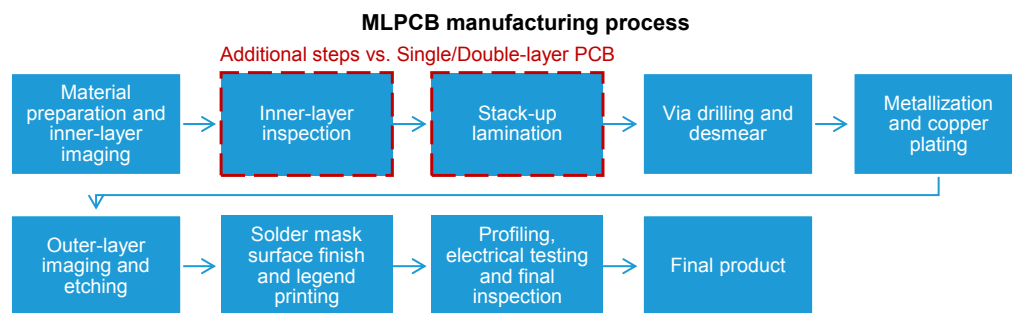 MLPCB manufacturing process
Additional steps vs. Single/Double-layer PCB
Material
preparation and
inner-layer
imaging
Inner-layer
inspection
Stack-up
lamination
Via drilling and
desmear
Metallization
and copper
plating
Outer-layer
imaging and
etching
Solder mask
surface finish
and legend
printing
Profiling,
electrical testing
and final
inspection
Final product